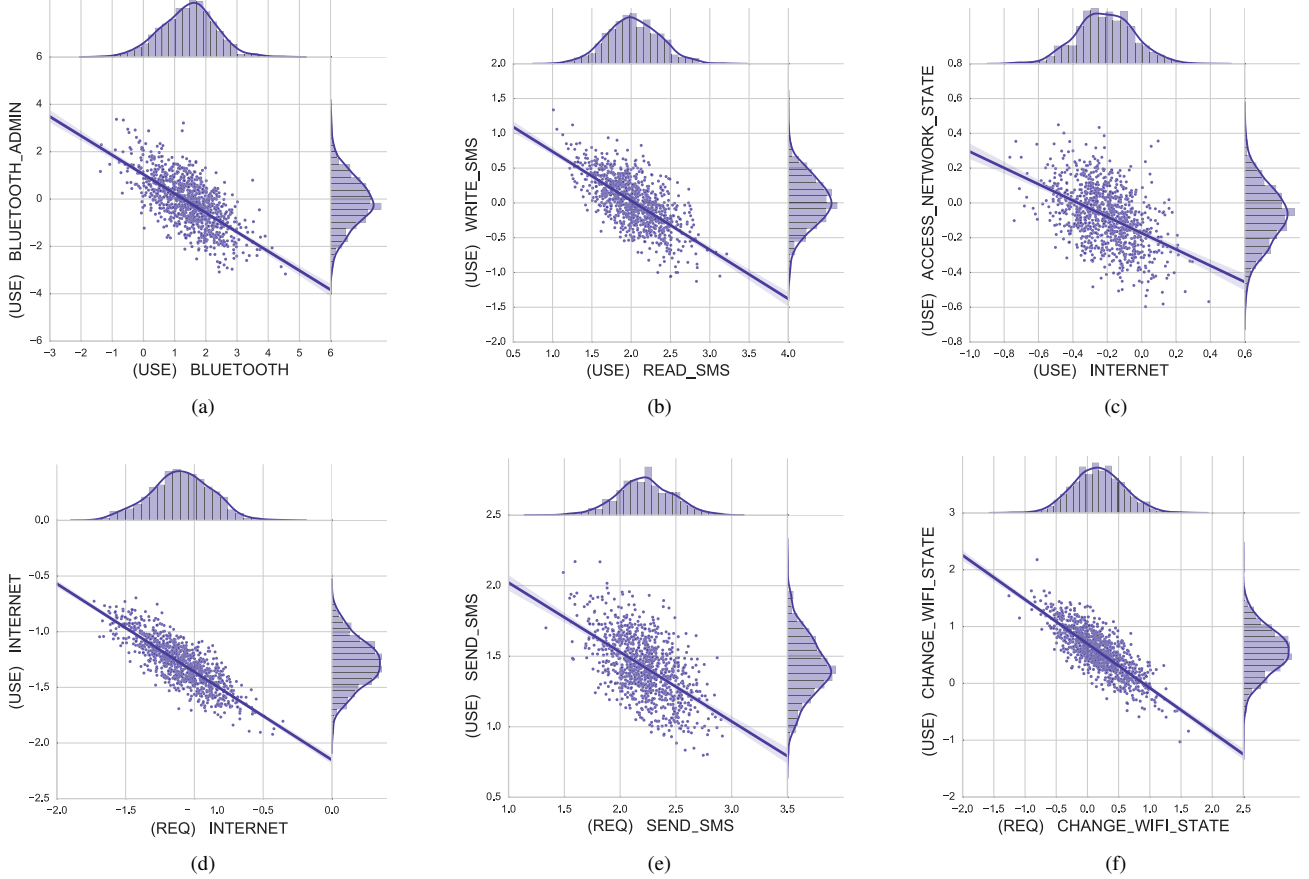 6
4
2
0
−2
−4
−6
−3 −2 −1 0 1 2 3 4 5 6
(USE) BLUETOOTH_ADMIN
(USE) BLUETOOTH
(a)
2.0
1.5
1.0
0.5
0.0
−0.5
−1.0
−1.5
−2.0
0.5 1.0 1.5 2.0 2.5 3.0 3.5 4.0
(USE) WRITE_SMS
(USE) READ_SMS
(b)
0.8
0.6
0.4
0.2
0.0
−0.2
−0.4
−0.6
−0.8
−1.0 −0.8 −0.6 −0.4 −0.2 0.0 0.2 0.4 0.6
(USE) ACCESS_NETWORK_STATE
(USE) INTERNET
(c)
0,0
−0.5
−1.0
−1.5
−2.0
−2.5
−2.0 −1.5 − −1.0 −0.5 0.0
(USE) INTERNET
(REQ) INTERNET
(d)
2.5
2.0
1.5
1.0
0.5
1.0 1.5 2.0 2.5 3.0 3.5
(USE) SEND_SMS
(REQ) SEND_SMS
(e)
3
2
1
0
−1
−2
−2.0 −1.5 −1.0 −0.5 0.0 0.5 1.0 1.5 2.0 2.5
(USE) CHANGE_WIFI_STATE
(REQ) CHANGE_WIFI_STATE
(f)